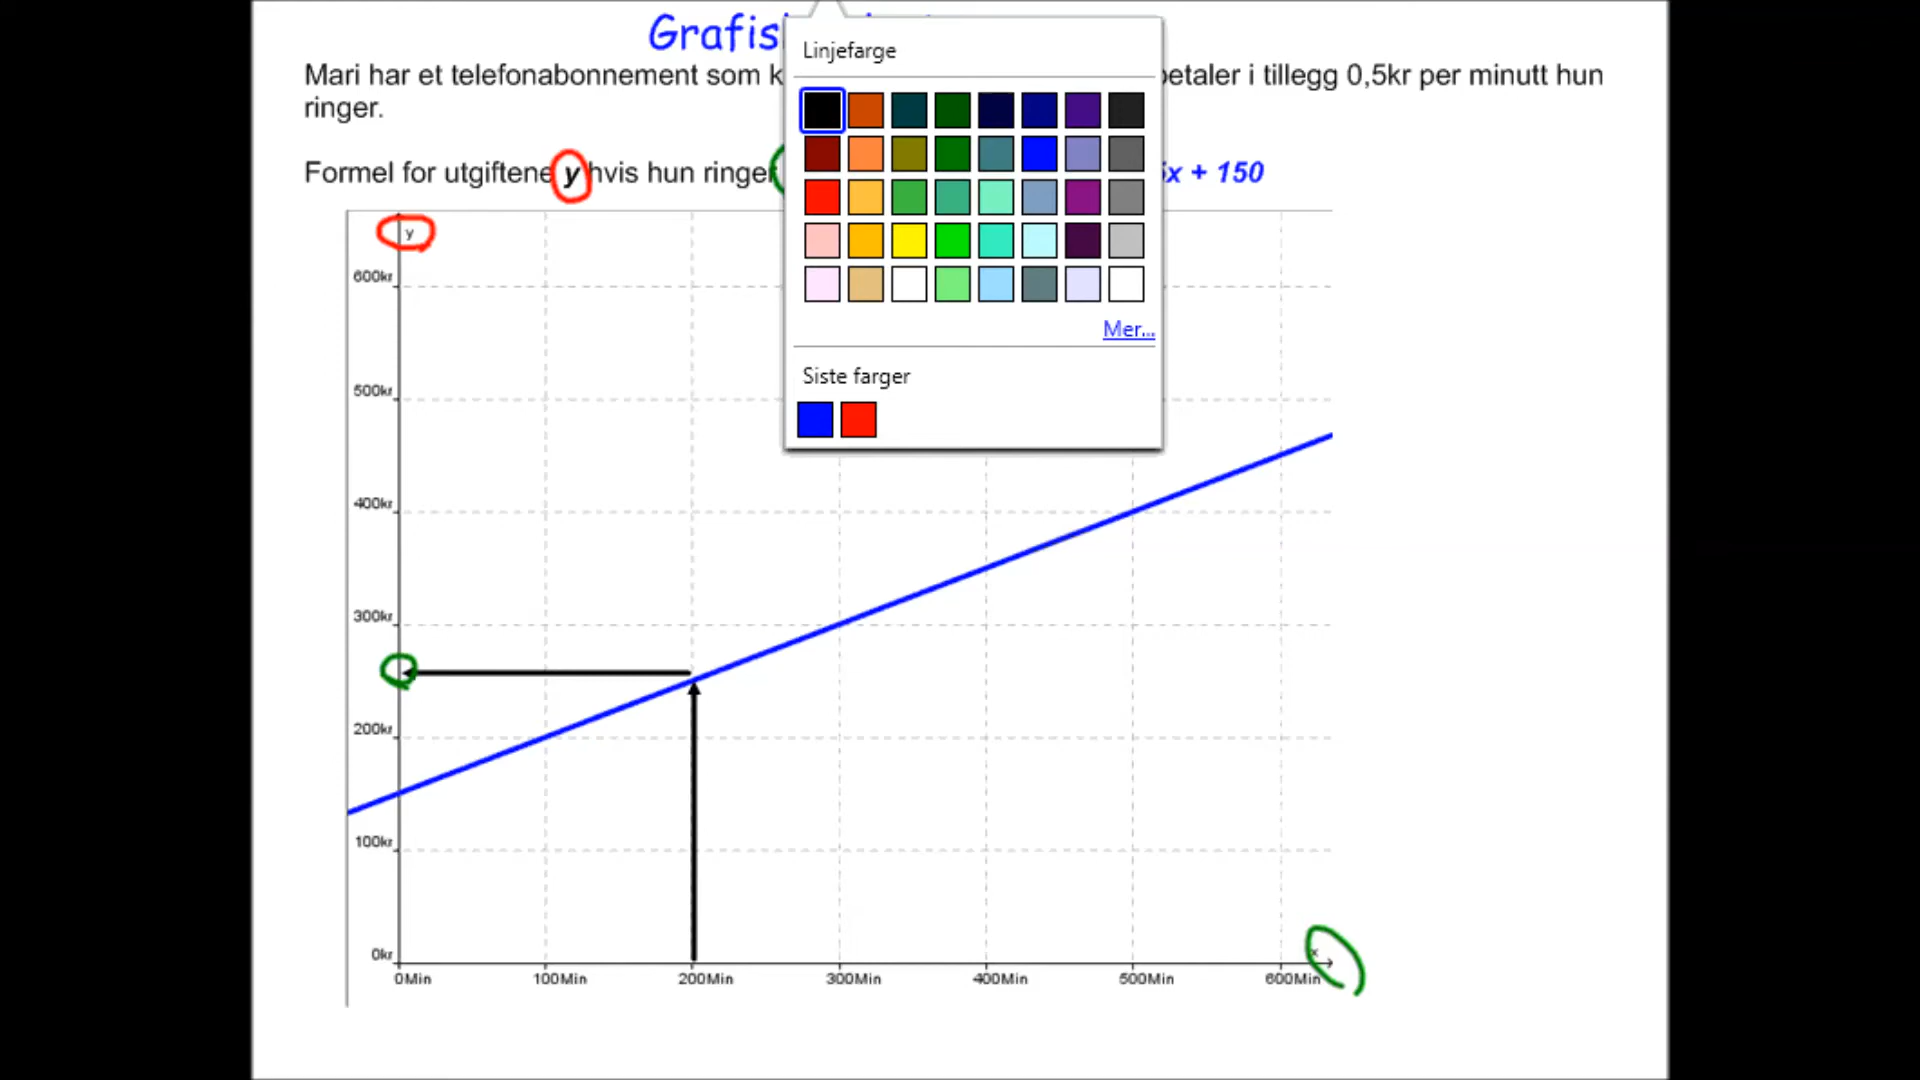 Grafis
Linjefarge
Mari har et telefonabonnement som k
betaler i tillegg 0,5kr per minutt hun
ringer.
Formel for utgiftene y hvis hun ringer
x + 150
y
600kr
Mer...
Siste farger
500kr
400kr
300kr
200kr
100kr
0kr
x
0Min 100Min 200Min 300Min 400Min 500Min 600Min